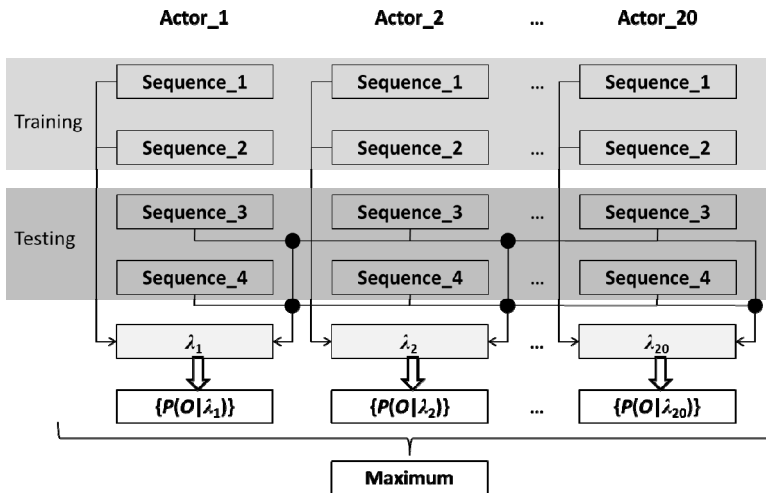 Actor_1 Actor_2 ... Actor_20
Sequence_1 Sequence_1 ... Sequence_1
Training
Sequence_2 Sequence_2 ... Sequence_2
Sequence_3 Sequence_3 ... Sequence_3
Testing
Sequence_4 Sequence_4 ... Sequence_4
λ₁ λ₂ ... λ₂₀
{P(O|λ₁)} {P(O|λ₂)} ... {P(O|λ₂₀)}
Maximum